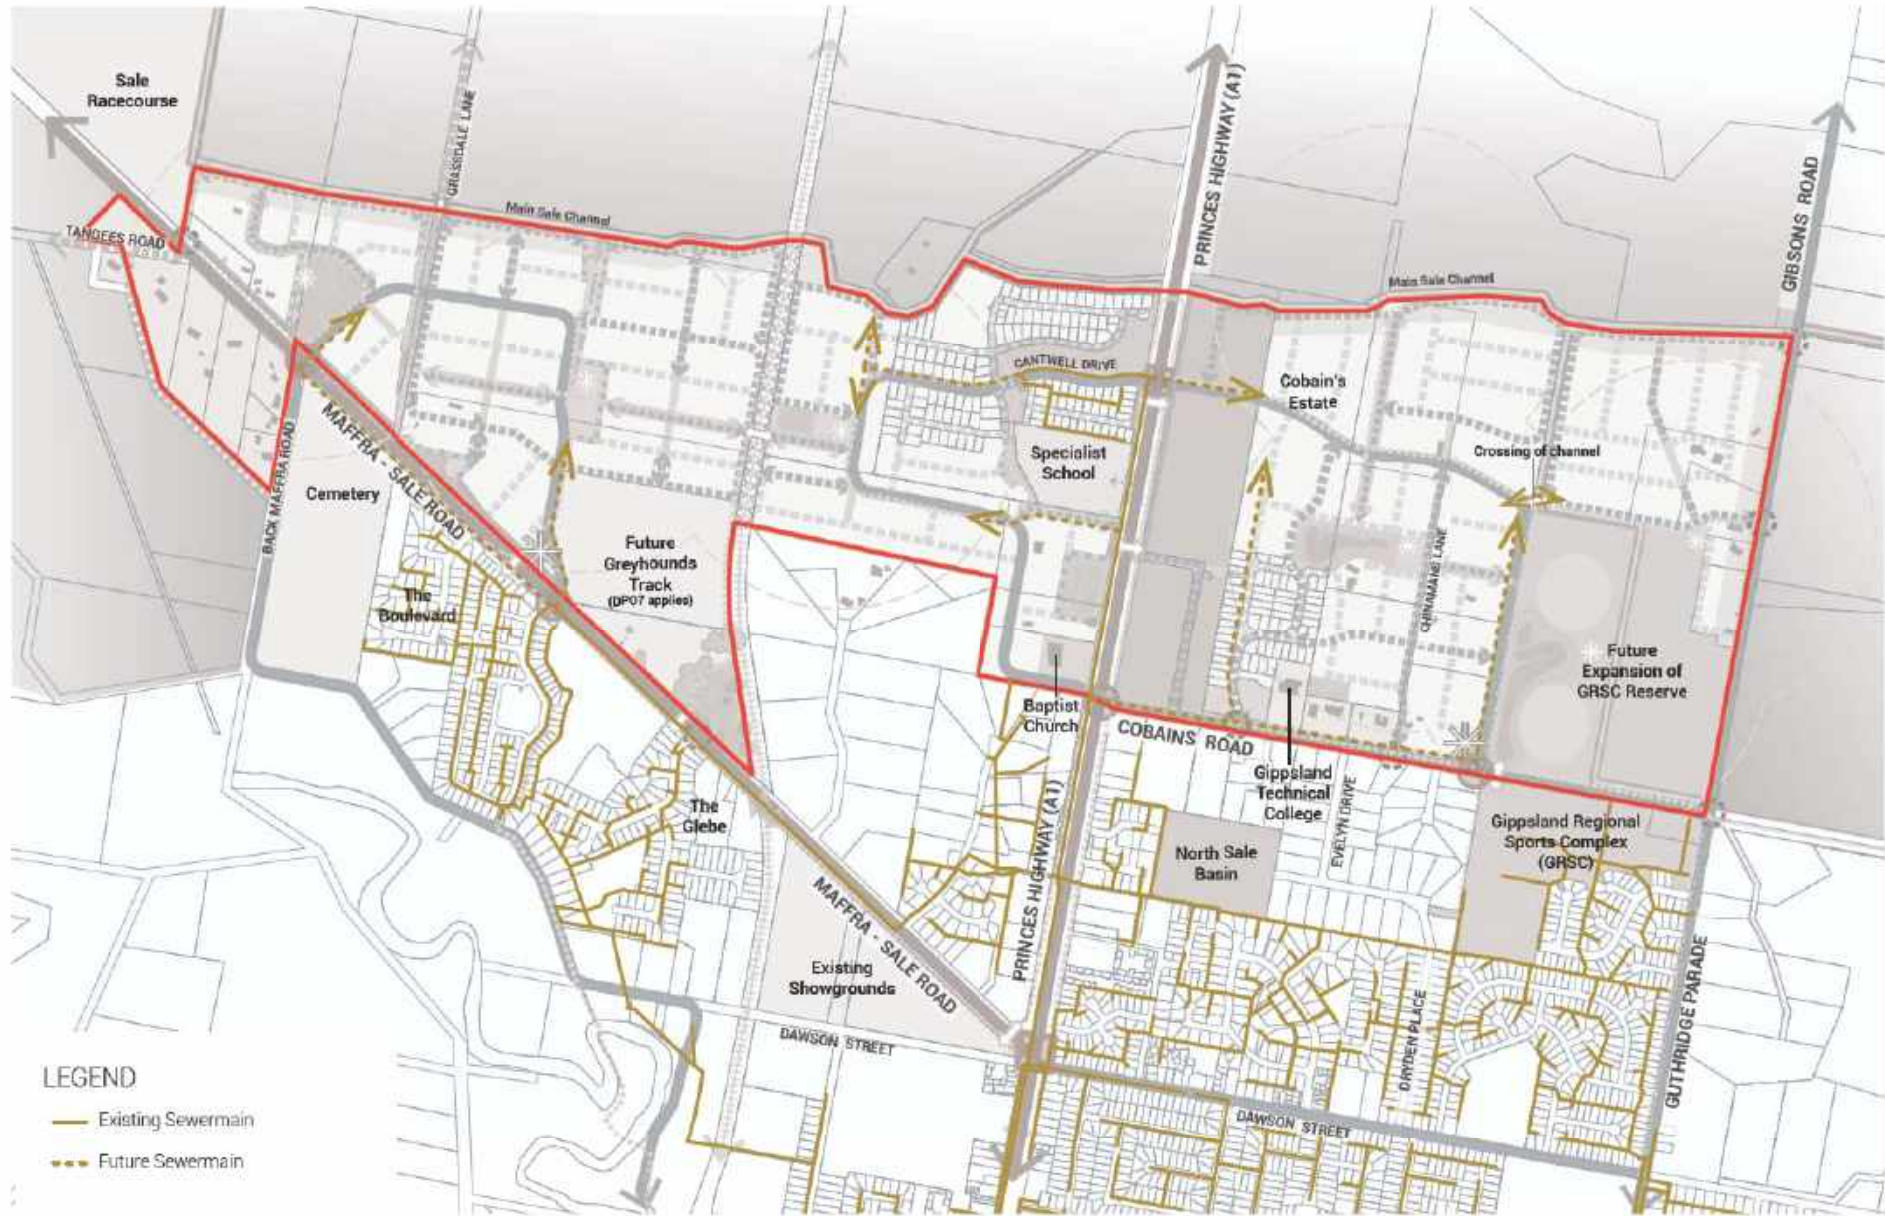 Sale
Racecourse
GRASSDALE LANE
PRINCES HIGHWAY (A1)
GIBSONS ROAD
TANGEES ROAD
Main Sale Channel
Main Sale Channel
CANTWELL DRIVE
Cobain's
Estate
MAFFRA - SALE ROAD
BACK MAFFRA ROAD
Cemetery
Specialist
School
Crossing of channel
Future
Greyhounds
Track
(DPO7 applies)
The
Boulevard
CHINAMANS LANE
Future
Expansion of
GRSC Reserve
Baptist
Church
COBAINS ROAD
Gippsland
Technical
College
EVELYN DRIVE
The
Glebe
PRINCES HIGHWAY (A1)
North Sale
Basin
Gippsland Regional
Sports Complex
(GRSC)
MAFFRA - SALE ROAD
Existing
Showgrounds
DAWSON STREET
DRYDEN PLACE
GUTHRIDGE PARADE
DAWSON STREET
LEGEND
Existing Sewermain
Future Sewermain